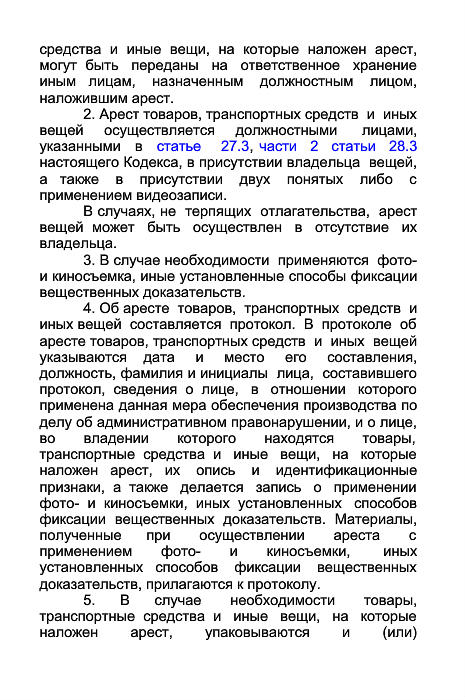 средства и иные вещи, на которые наложен арест,
могут быть переданы на ответственное хранение
иным лицам, назначенным должностным лицом,
наложившим арест.
2. Арест товаров, транспортных средств и иных
вещей осуществляется должностными лицами,
указанными в статье 27.3, части 2 статьи 28.3
настоящего Кодекса, в присутствии владельца вещей,
а также в присутствии двух понятых либо с
применением видеозаписи.
В случаях, не терпящих отлагательства, арест
вещей может быть осуществлен в отсутствие их
владельца.
3. В случае необходимости применяются фото-
и киносъемка, иные установленные способы фиксации
вещественных доказательств.
4. Об аресте товаров, транспортных средств и
иных вещей составляется протокол. В протоколе об
аресте товаров, транспортных средств и иных вещей
указываются дата и место его составления,
должность, фамилия и инициалы лица, составившего
протокол, сведения о лице, в отношении которого
применена данная мера обеспечения производства по
делу об административном правонарушении, и о лице,
во владении которого находятся товары,
транспортные средства и иные вещи, на которые
наложен арест, их опись и идентификационные
признаки, а также делается запись о применении
фото- и киносъемки, иных установленных способов
фиксации вещественных доказательств. Материалы,
полученные при осуществлении ареста с
применением фото- и киносъемки, иных
установленных способов фиксации вещественных
доказательств, прилагаются к протоколу.
5. В случае необходимости товары,
транспортные средства и иные вещи, на которые
наложен арест, упаковываются и (или)